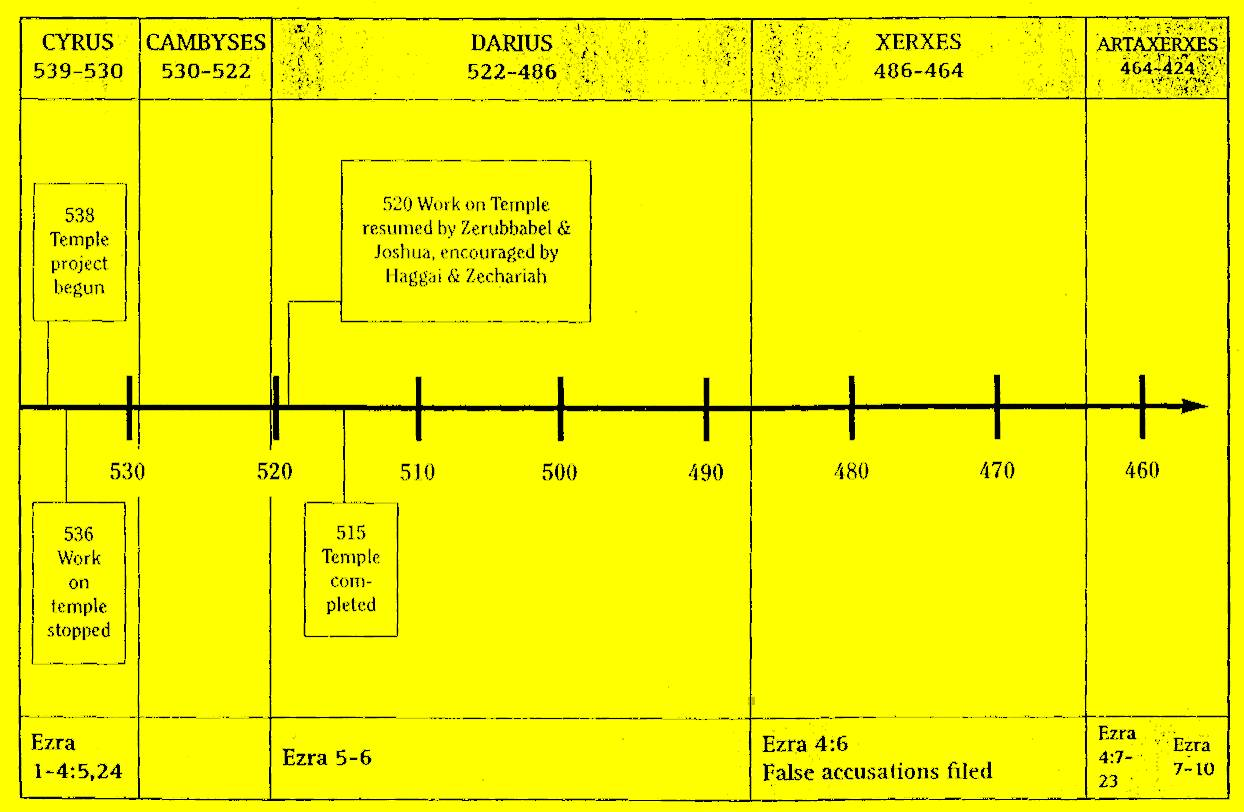 CYRUS
539-530
CAMBYSES
530-522
DARIUS
522-486
XERXES
486-464
ARTAXERXES
464-424
538
Temple
project
begun
520 Work on Temple
resumed by Zerubbabel &
Joshua, encouraged by
Haggai & Zechariah
530
520
510
500
490
480
470
460
536
Work
on
temple
stopped
515
Temple
com-
pleted
Ezra
1-4:5,24
Ezra 5-6
Ezra 4:6
False accusations filed
Ezra
4:7-
23
Ezra
7-10